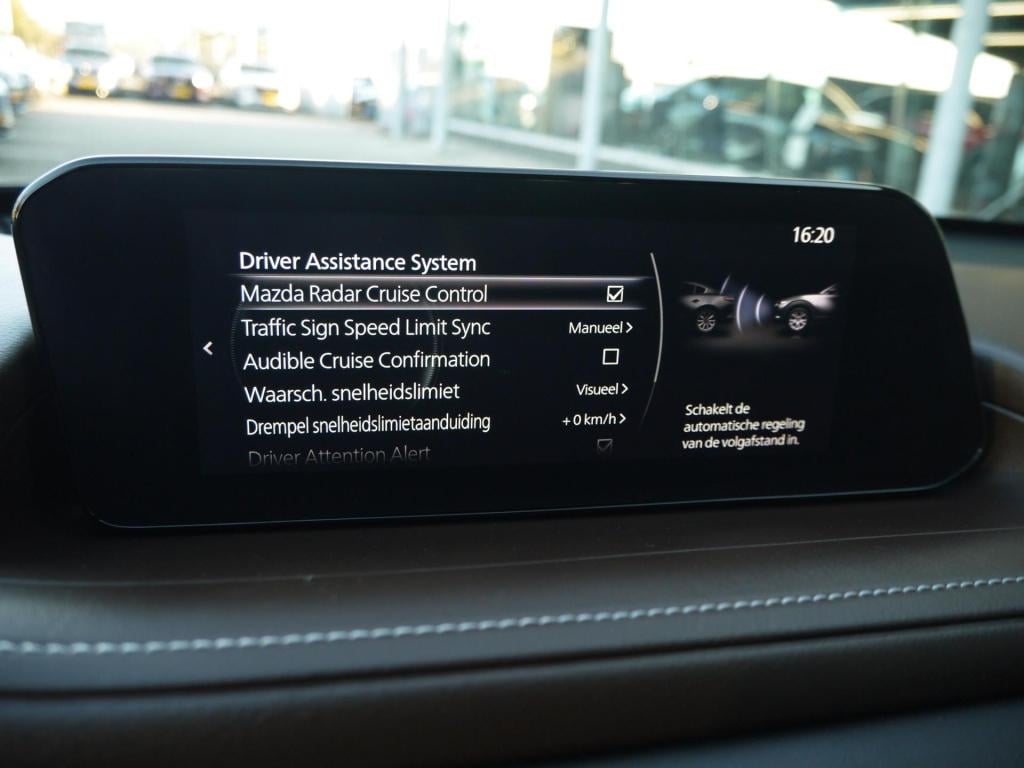 16:20
Driver Assistance System
Mazda Radar Cruise Control
Traffic Sign Speed Limit Sync Manueel >
Audible Cruise Confirmation
Waarsch. snelheidslimiet Visueel >
Drempel snelheidslimietaanduiding + 0 km/h >
Driver Attention Alert
Schakelt de
automatische regeling
van de volgafstand in.